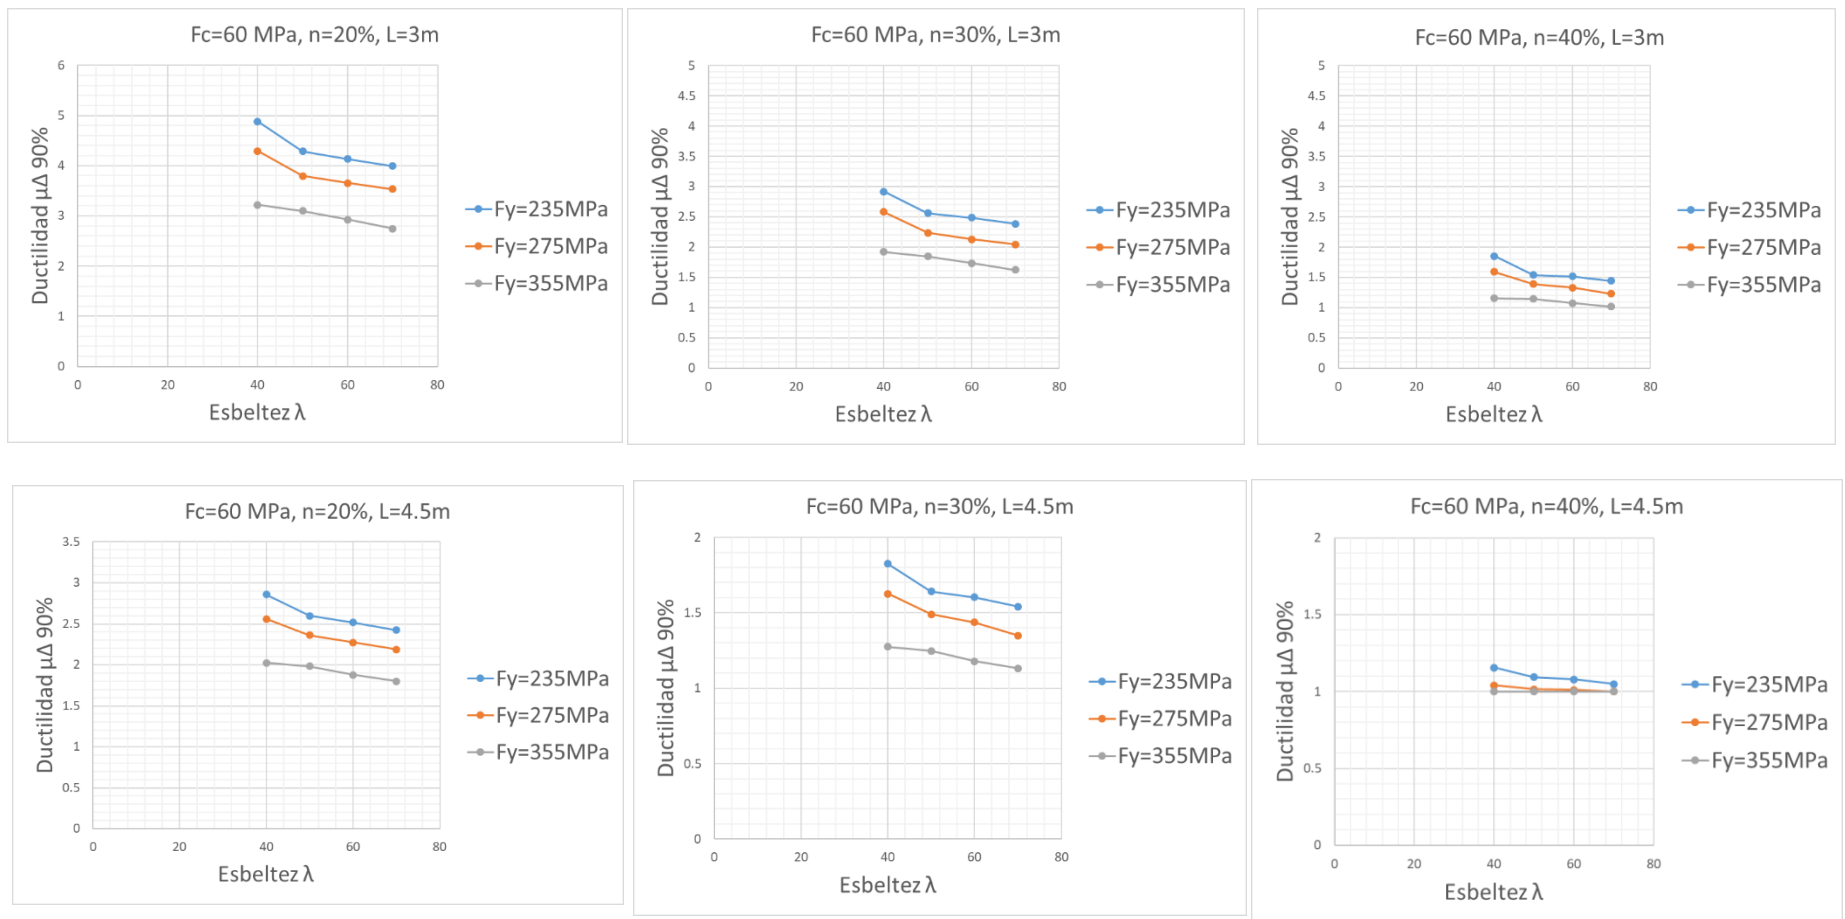 Fc=60 MPa, n=20%, L=3m
6
5
4
3
2
1
0
0 20 40 60 80
Ductilidad μΔ 90%
Esbeltez λ
Fy=235MPa
Fy=275MPa
Fy=355MPa
Fc=60 MPa, n=30%, L=3m
5
4.5
4
3.5
3
2.5
2
1.5
1
0.5
0
0 20 40 60 80
Ductilidad μΔ 90%
Esbeltez λ
Fy=235MPa
Fy=275MPa
Fy=355MPa
Fc=60 MPa, n=40%, L=3m
5
4.5
4
3.5
3
2.5
2
1.5
1
0.5
0
0 20 40 60 80
Ductilidad μΔ 90%
Esbeltez λ
Fy=235MPa
Fy=275MPa
Fy=355MPa
Fc=60 MPa, n=20%, L=4.5m
3.5
3
2.5
2
1.5
1
0.5
0
0 20 40 60 80
Ductilidad μΔ 90%
Esbeltez λ
Fy=235MPa
Fy=275MPa
Fy=355MPa
Fc=60 MPa, n=30%, L=4.5m
2
1.5
1
0.5
0
0 20 40 60 80
Ductilidad μΔ 90%
Esbeltez λ
Fy=235MPa
Fy=275MPa
Fy=355MPa
Fc=60 MPa, n=40%, L=4.5m
2
1.5
1
0.5
0
0 20 40 60 80
Ductilidad μΔ 90%
Esbeltez λ
Fy=235MPa
Fy=275MPa
Fy=355MPa